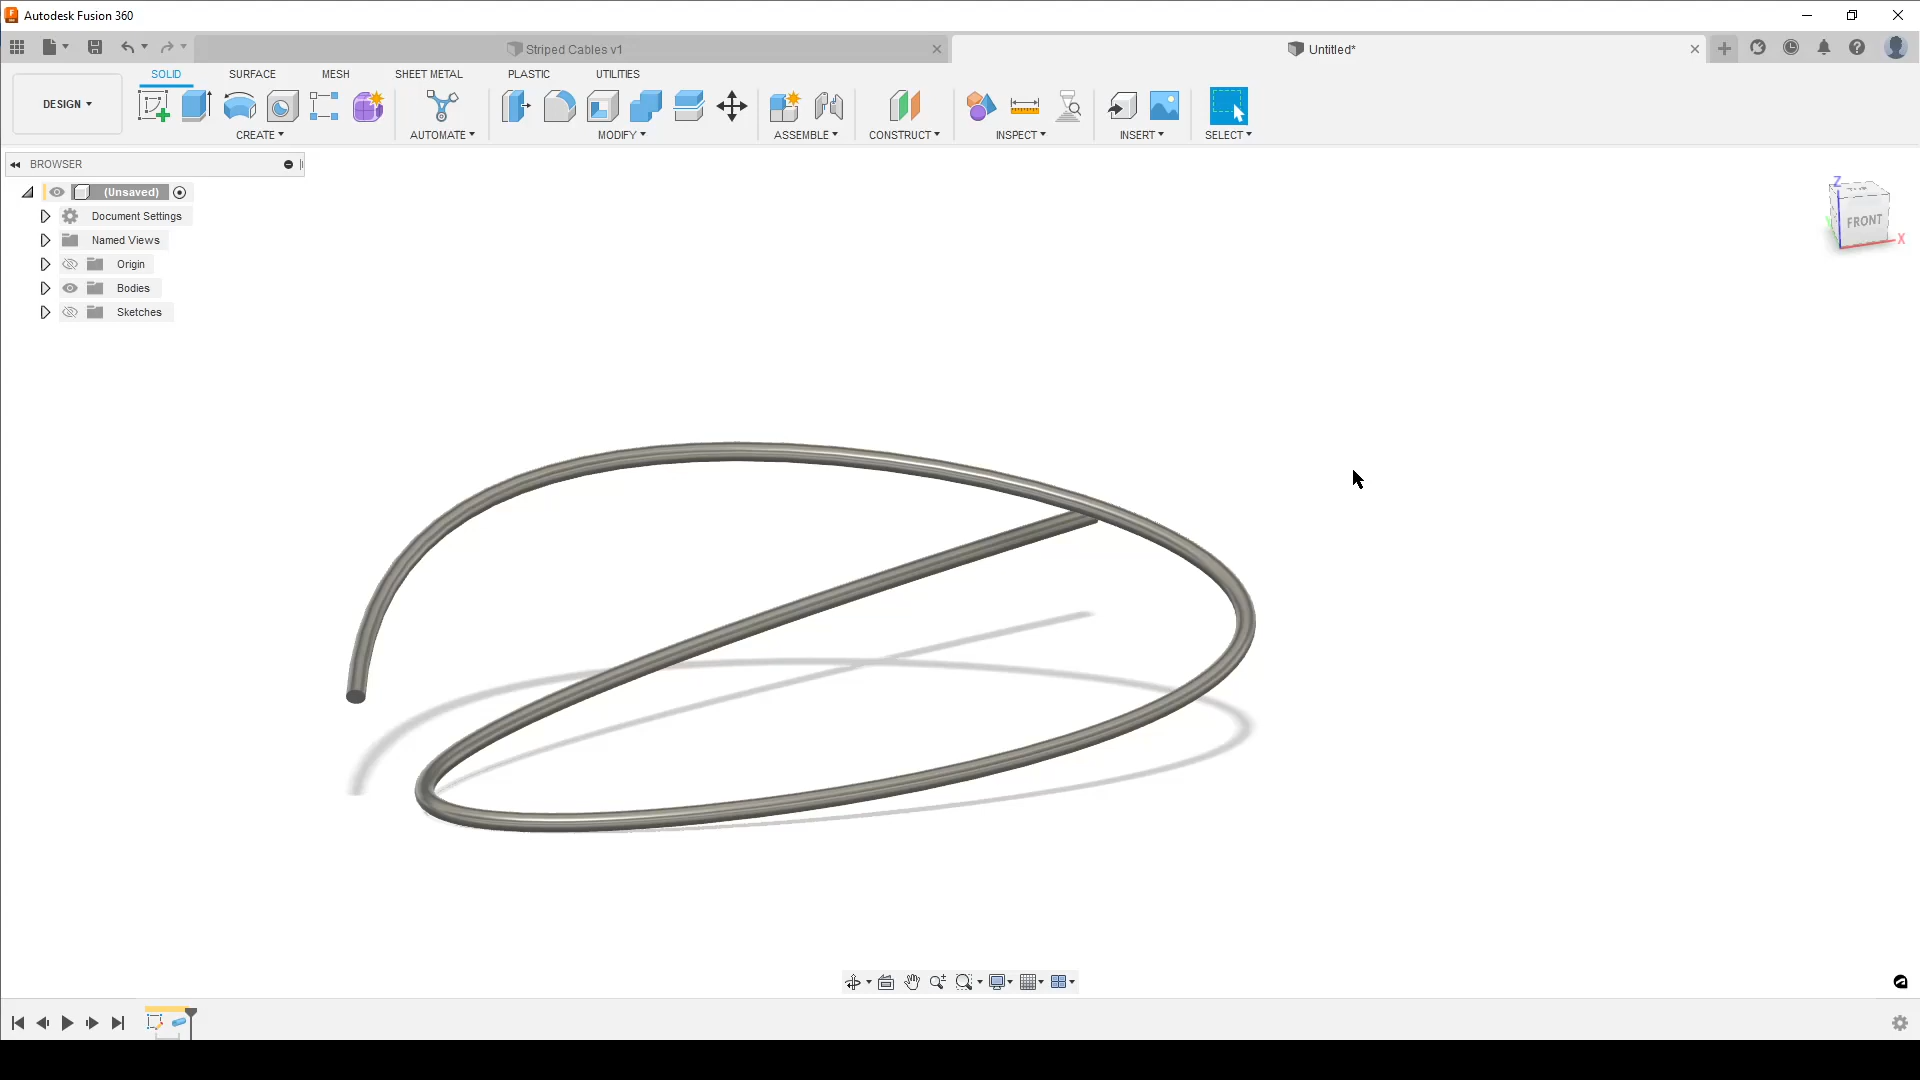 Autodesk Fusion 360
Striped Cables v1
Untitled*
SOLID SURFACE MESH SHEET METAL PLASTIC UTILITIES
DESIGN
CREATE AUTOMATE MODIFY ASSEMBLE CONSTRUCT INSPECT INSERT SELECT
BROWSER
(Unsaved)
Document Settings
Named Views
Origin
Bodies
Sketches
Z
FRONT
X